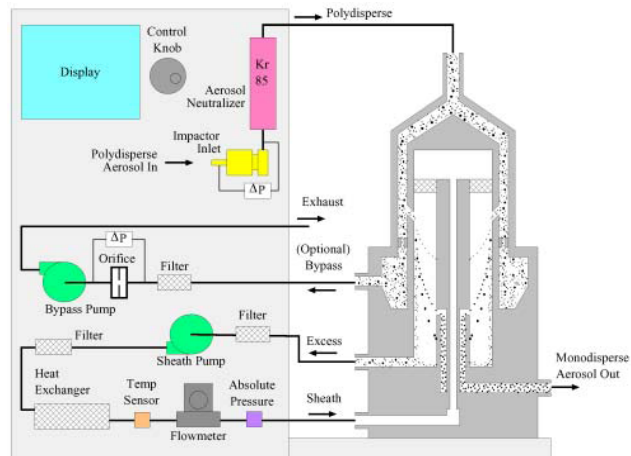 Polydisperse
Control
Knob
Display
Kr
85
Aerosol
Neutralizer
Impactor
Inlet
Polydisperse
Aerosol In
ΔP
Exhaust
ΔP
Orifice
Filter
(Optional)
Bypass
Bypass Pump
Filter
Filter
Sheath Pump
Excess
Monodisperse
Aerosol Out
Heat
Exchanger
Temp
Sensor
Absolute
Pressure
Sheath
Flowmeter